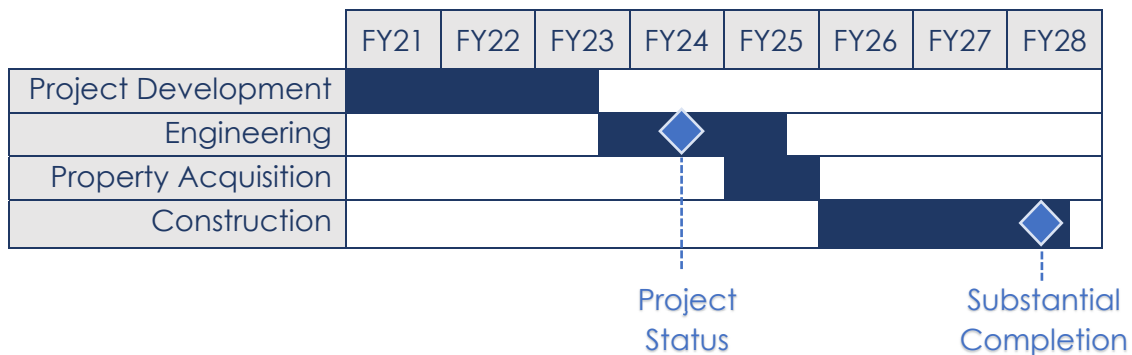 FY21 FY22 FY23 FY24 FY25 FY26 FY27 FY28
Project Development
Engineering
Property Acquisition
Construction
Project
Status
Substantial
Completion